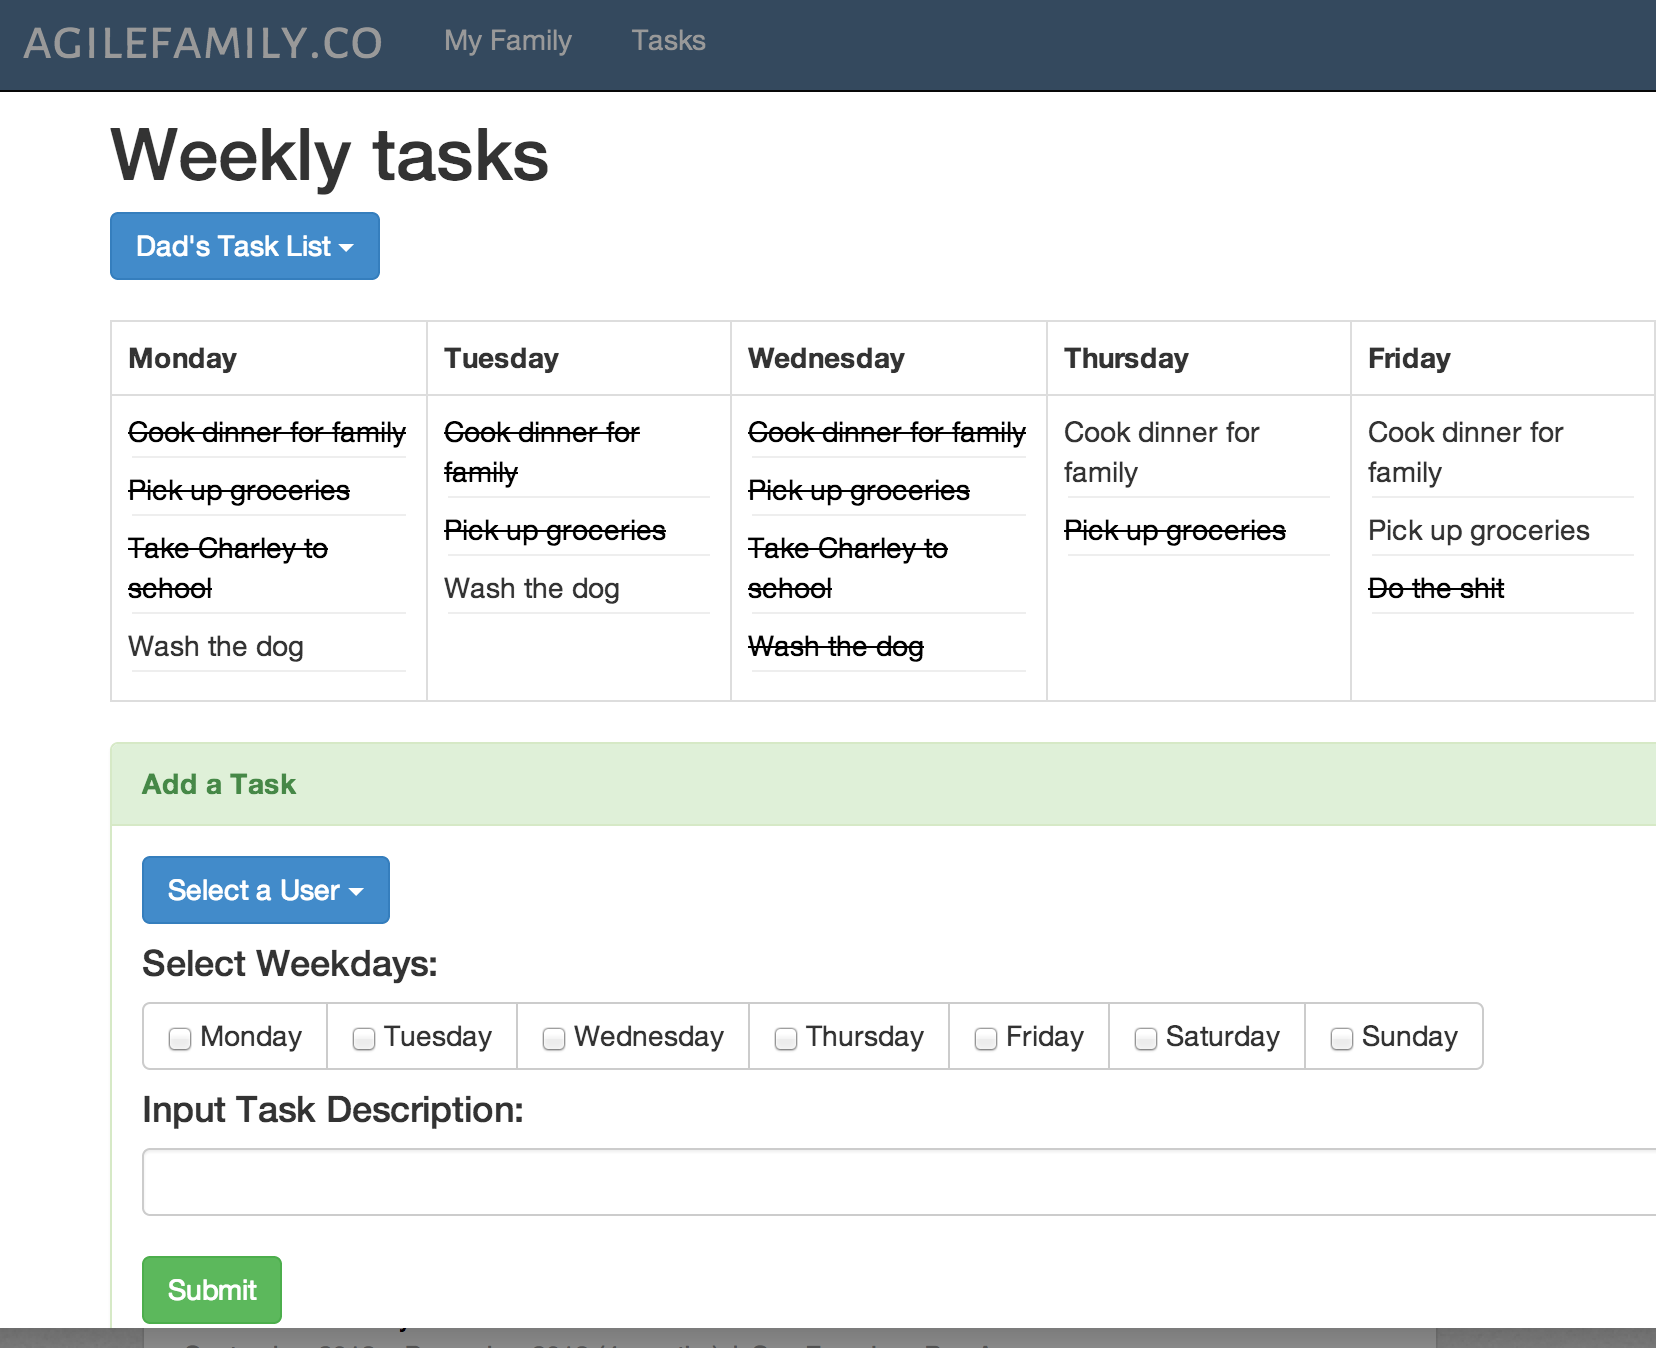 AGILEFAMILY.CO My Family Tasks
Weekly tasks
Dad's Task List
Monday Tuesday Wednesday Thursday Friday
Cook dinner for family
Pick up groceries
Take Charley to
school
Wash the dog
Cook dinner for
family
Pick up groceries
Wash the dog
Cook dinner for family
Pick up groceries
Take Charley to
school
Wash the dog
Cook dinner for
family
Pick up groceries
Cook dinner for
family
Pick up groceries
Do the shit
Add a Task
Select a User
Select Weekdays:
Monday Tuesday Wednesday Thursday Friday Saturday Sunday
Input Task Description:
Submit